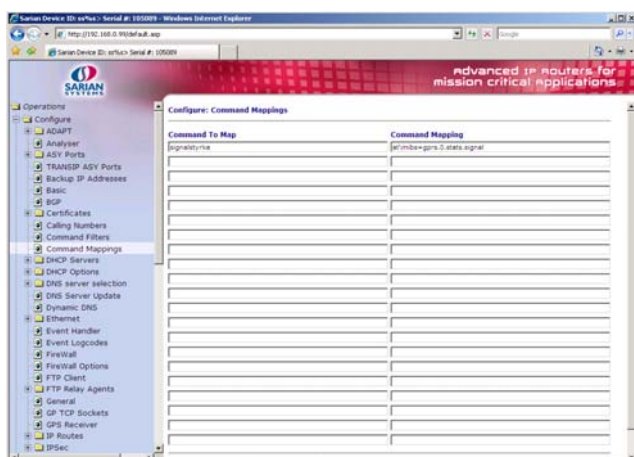 Sarian Device ID: ss%s> Serial #: 105089 - Windows Internet Explorer
http://192.168.0.99/default.asp
Google
Sarian Device ID: ss%s> Serial #: 105089
SARIAN
SYSTEMS
Advanced IP Routers for
mission critical applications
Operations
Configure
ADAPT
Analyser
ASY Ports
TRANSIP ASY Ports
Backup IP Addresses
Basic
BGP
Certificates
Calling Numbers
Command Filters
Command Mappings
DHCP Servers
DHCP Options
DNS server selection
DNS Server Update
Dynamic DNS
Ethernet
Event Handler
Event Logcodes
FireWall
FireWall Options
FTP Client
FTP Relay Agents
General
GP TCP Sockets
GPS Receiver
IP Routes
IPSec
Configure: Command Mappings
Command To Map Command Mapping
signalstyrke at\mibs=gprs.0.stats.signal